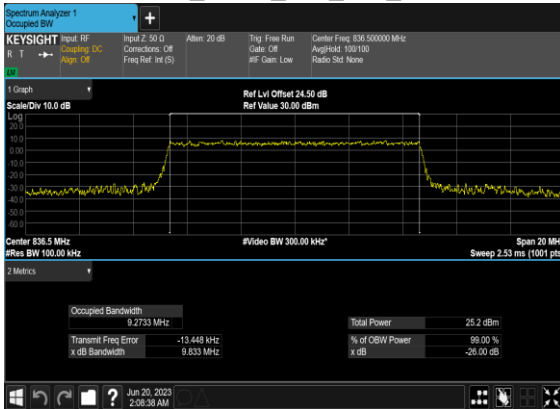 Spectrum Analyzer 1
Occupied BW
+
KEYSIGHT
R T
LW
Input: RF
Coupling: DC
Align: Off
Input Z: 50 Ω
Corrections: Off
Freq Ref: Int (S)
Atten: 20 dB
Trig: Free Run
Gate: Off
#IF Gain: Low
Center Freq: 836.500000 MHz
Avg|Hold: 100/100
Radio Std: None
1 Graph
Scale/Div 10.0 dB
Ref Lvl Offset 24.50 dB
Ref Value 30.00 dBm
Log
20.0
10.0
0.00
-10.0
-20.0
-30.0
-40.0
-50.0
-60.0
Center 836.5 MHz
#Res BW 100.00 kHz
#Video BW 300.00 kHz*
Span 20 MH
Sweep 2.53 ms (1001 pts
2 Metrics
Occupied Bandwidth
9.2733 MHz
Transmit Freq Error -13.448 kHz
x dB Bandwidth 9.833 MHz
Total Power 25.2 dBm
% of OBW Power 99.00 %
x dB -26.00 dB
?
Jun 20, 2023
2:08:38 AM